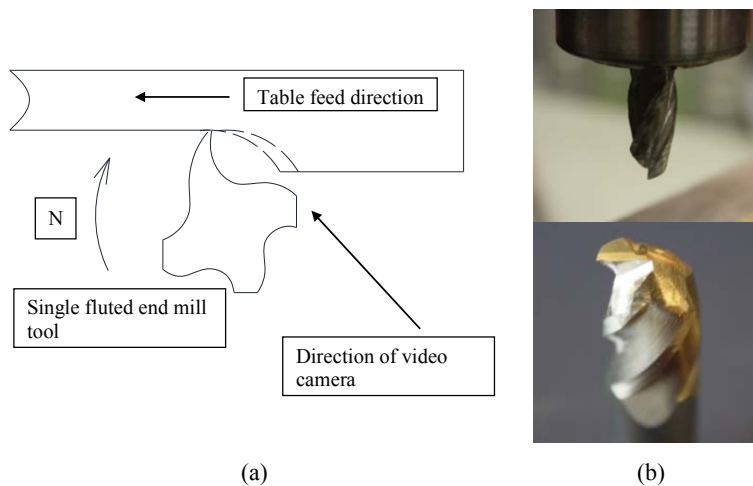 Table feed direction
N
Single fluted end mill
tool
Direction of video
camera
(a)
(b)